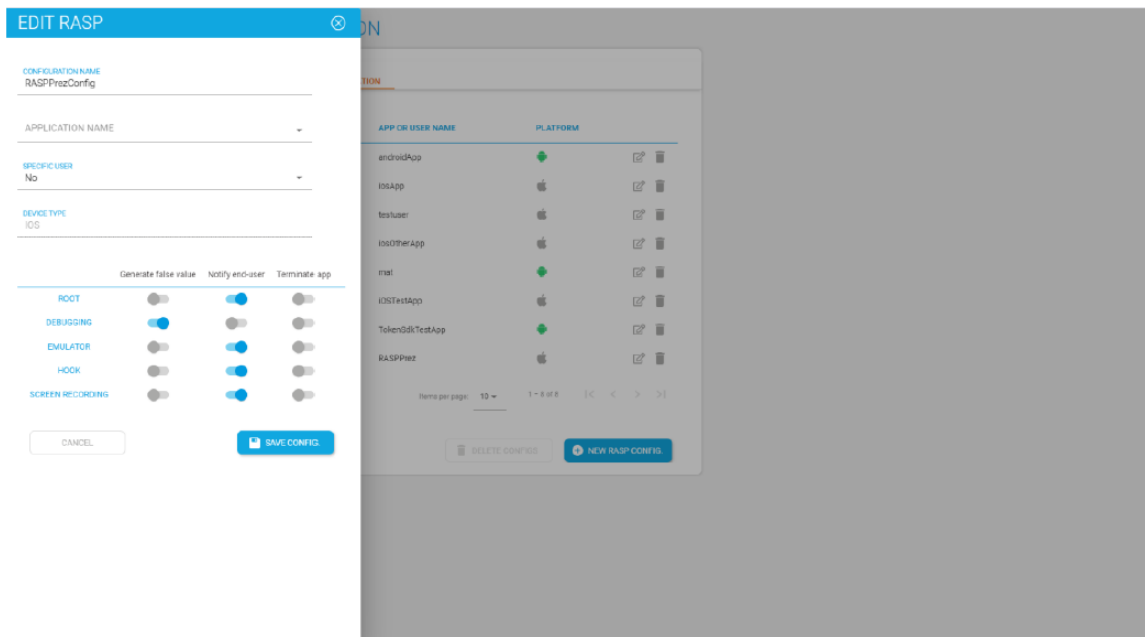 EDIT RASP
ON
CONFIGURATION NAME
RASPPrezConfig
APPLICATION NAME
SPECIFIC USER
No
DEVICE TYPE
IOS
Generate false value Notify end-user Terminate app
ROOT
DEBUGGING
EMULATOR
HOOK
SCREEN RECORDING
CANCEL SAVE CONFIG.
TION
APP OR USER NAME PLATFORM
androidApp
IosApp
testuser
IosOtherApp
mat
iOSTestApp
TokenSdkTestApp
RASPPrez
Items per page: 10 1 – 8 of 8
DELETE CONFIGS NEW RASP CONFIG.